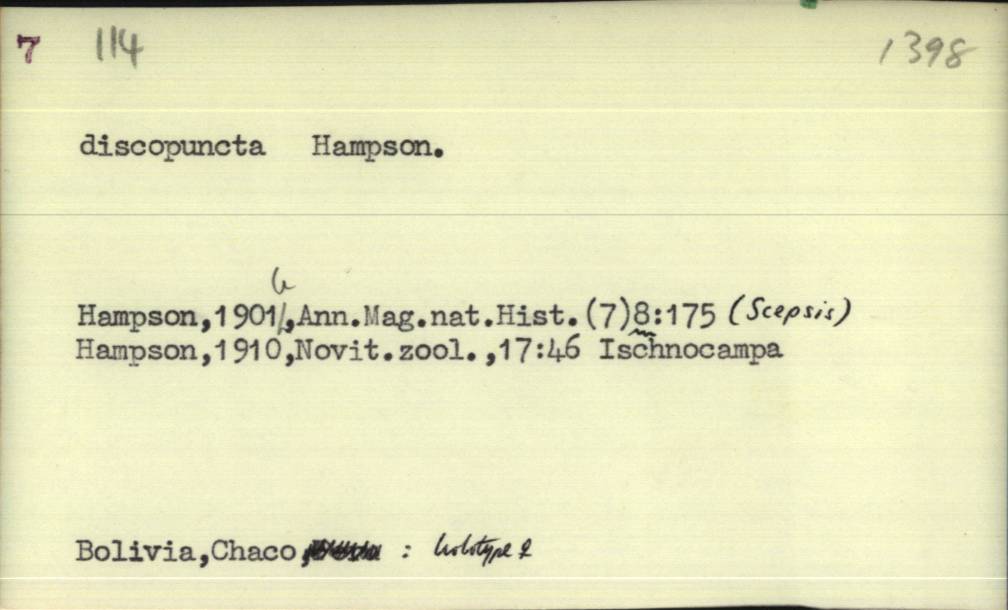 7 114 1398
discopuncta Hampson.
b
Hampson,1901/,Ann.Mag.nat.Hist.(7)8:175 (Scepsis)
Hampson,1910,Novit.zool.,17:46 Ischnocampa
Bolivia,Chaco, : holotype ♀